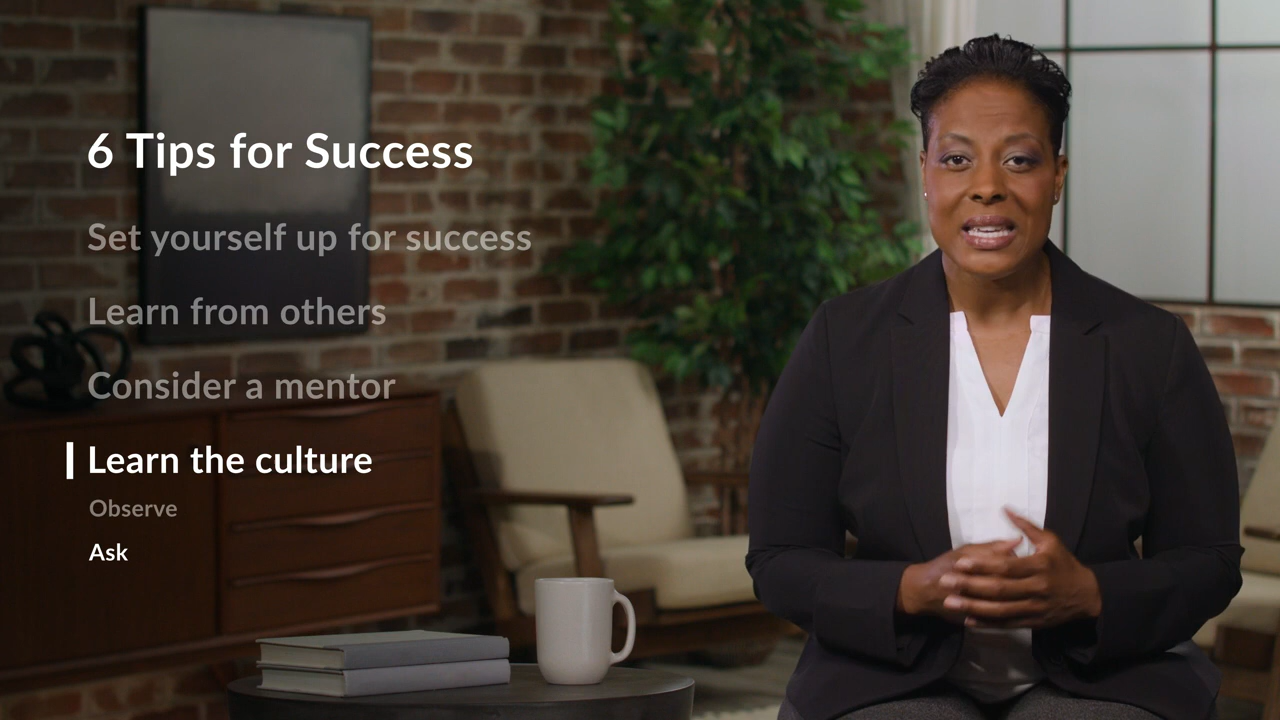 6 Tips for Success
Set yourself up for success
Learn from others
Consider a mentor
Learn the culture
Observe
Ask